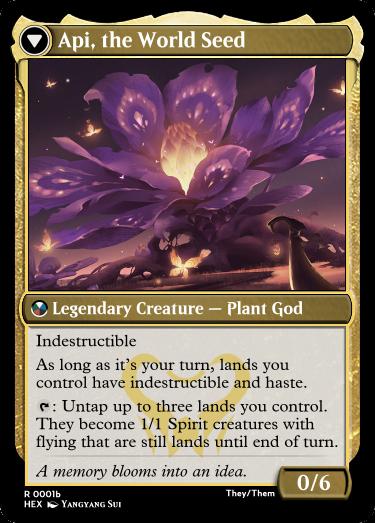 Api, the World Seed
Legendary Creature — Plant God
Indestructible
As long as it's your turn, lands you
control have indestructible and haste.
: Untap up to three lands you control.
They become 1/1 Spirit creatures with
flying that are still lands until end of turn.
A memory blooms into an idea.
0/6
R 0001b
They/Them
HEX Yangyang Sui